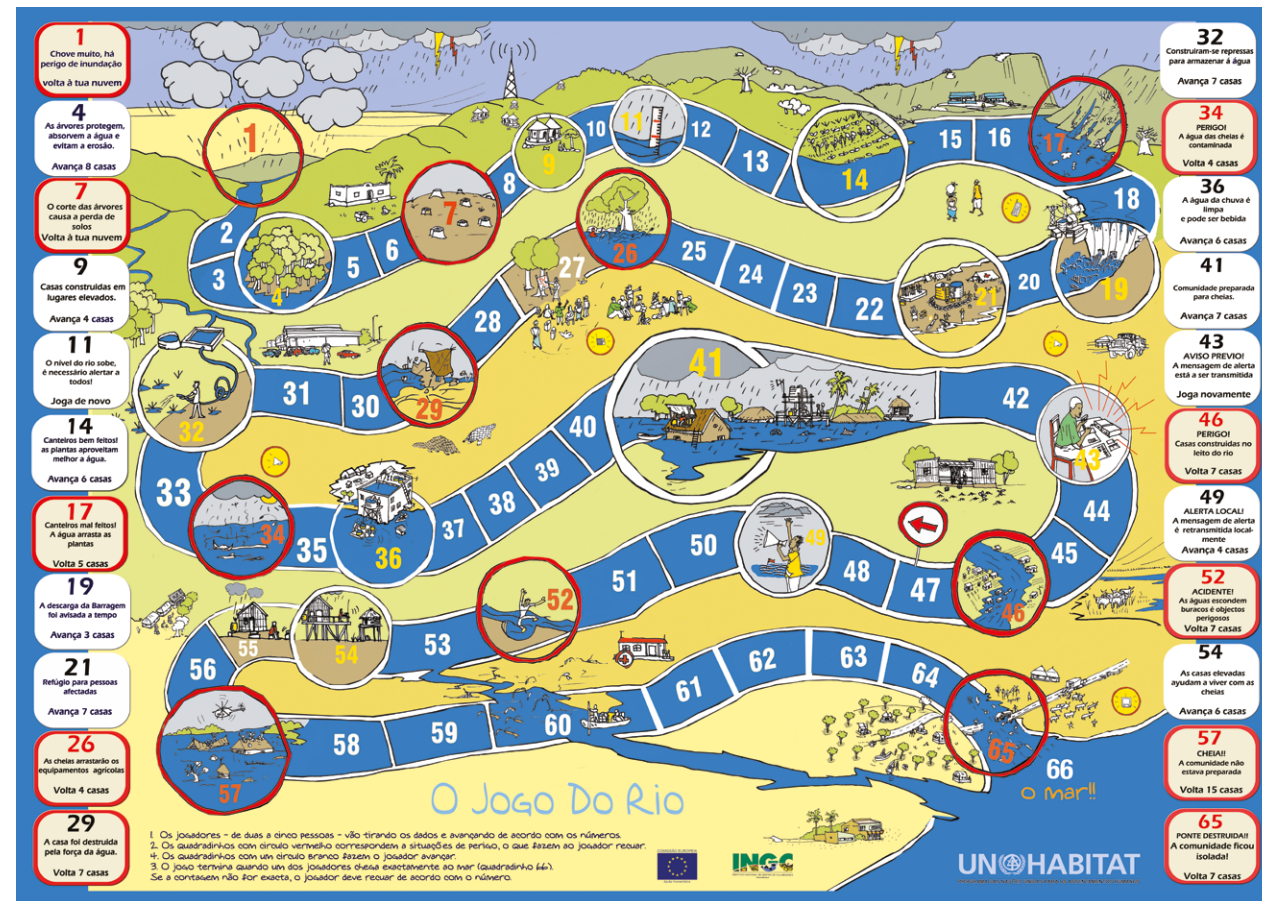 1
Chove muito, há
perigo de inundação
volta à tua nuvem
4
As árvores protegem,
absorvem a água e
evitam a erosão.
Avança 8 casas
7
O corte das árvores
causa a perda de
solos
Volta à tua nuvem
9
Casas construidas em
lugares elevados.
Avança 4 casas
11
O nivel do rio sobe,
é necessário alertar a
todos!
Joga de novo
14
Canteiros bem feitos!
as plantas aproveitam
melhor a água.
Avança 6 casas
17
Canteiros mal feitos!
A água arrasta as
plantas
Volta 5 casas
19
A descarga da Barragem
foi avisada a tempo
Avança 3 casas
21
Refúgio para pessoas
afectadas
Avança 7 casas
26
As cheias arrastarão os
equipamentos agrícolas
Volta 4 casas
29
A casa foi destruida
pela força da água.
Volta 7 casas
1
2
3
4
5
6
7
8
9
10
11
12
13
14
15
16
17
18
19
20
21
22
23
24
25
26
27
28
29
30
31
32
33
34
35
36
37
38
39
40
41
42
43
44
45
46
47
48
49
50
51
52
53
54
55
56
57
58
59
60
61
62
63
64
65
66
O mar!!
O Jogo Do Rio
1. Os jogadores - de duas a cinco pessoas - vão tirando os dados e avançando de acordo com os números.
2. Os quadradinhos com circulo vermelho correspondem a situações de perigo, o que fazem ao jogador recuar.
4. Os quadradinhos com um circulo branco fazem o jogador avançar.
3. O jogo termina quando um dos jogadores chega exactamente ao mar (quadradinho 66).
Se a contagem não for exacta, o jogador deve recuar de acordo com o número.
INGC
UN HABITAT
32
Construiram-se repressas
para armazenar à água
Avança 7 casas
34
PERIGO!
A água das cheias é
contaminada
Volta 4 casas
36
A água da chuva é
limpa
e pode ser bebida
Avança 6 casas
41
Comunidade preparada
para cheias.
Avança 7 casas
43
AVISO PREVIO!
A mensagem de alerta
está a ser transmitida
Joga novamente
46
PERIGO!
Casas construidas no
leito do rio
Volta 7 casas
49
ALERTA LOCAL!
A mensagem de alerta
é retransmitida local-
mente
Avança 4 casas
52
ACIDENTE!
As águas escondem
buracos é objectos
perigosos
Volta 7 casas
54
As casas elevadas
ayudam a viver com as
cheias
Avança 6 casas
57
CHEIA!!
A comunidade não
estava preparada
Volta 15 casas
65
PONTE DESTRUIDA!!
A comunidade ficou
isolada!
Volta 7 casas